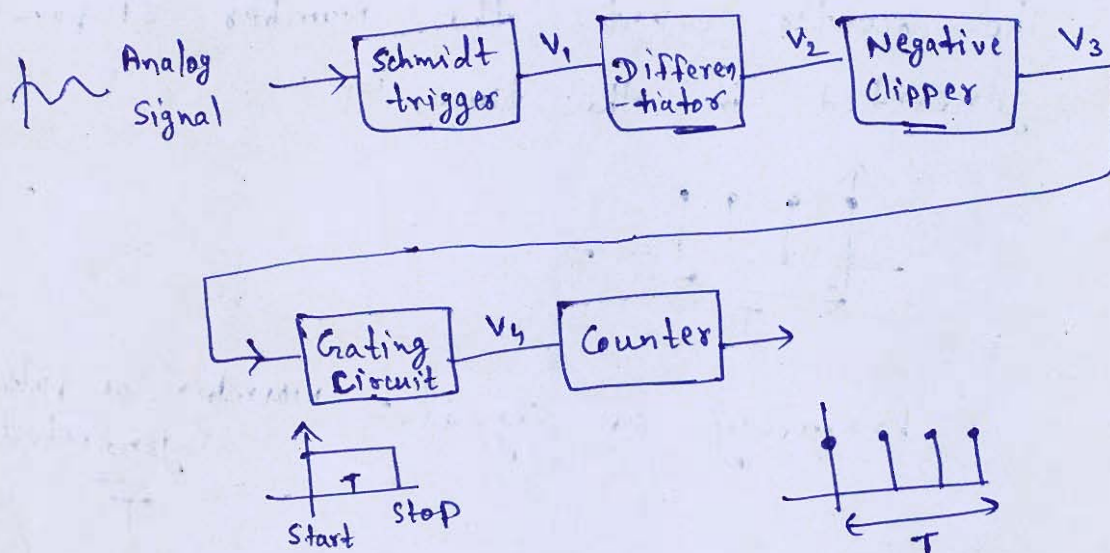 Analog
Signal
Schmidt
trigger
V1
Differen
-tiator
V2
Negative
Clipper
V3
Gating
Circuit
V4
Counter
T
Start
Stop
T